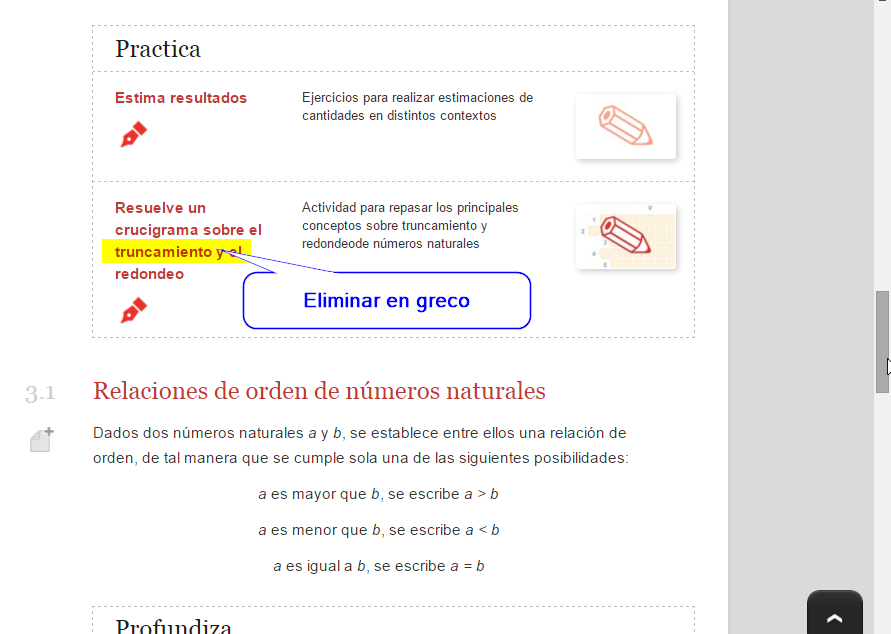 Practica
Estima resultados
Ejercicios para realizar estimaciones de
cantidades en distintos contextos
Resuelve un
crucigrama sobre el
truncamiento y el
redondeo
Actividad para repasar los principales
conceptos sobre truncamiento y
redondeode números naturales
Eliminar en greco
3.1
Relaciones de orden de números naturales
Dados dos números naturales a y b, se establece entre ellos una relación de
orden, de tal manera que se cumple sola una de las siguientes posibilidades:
a es mayor que b, se escribe a > b
a es menor que b, se escribe a < b
a es igual a b, se escribe a = b
Profundiza